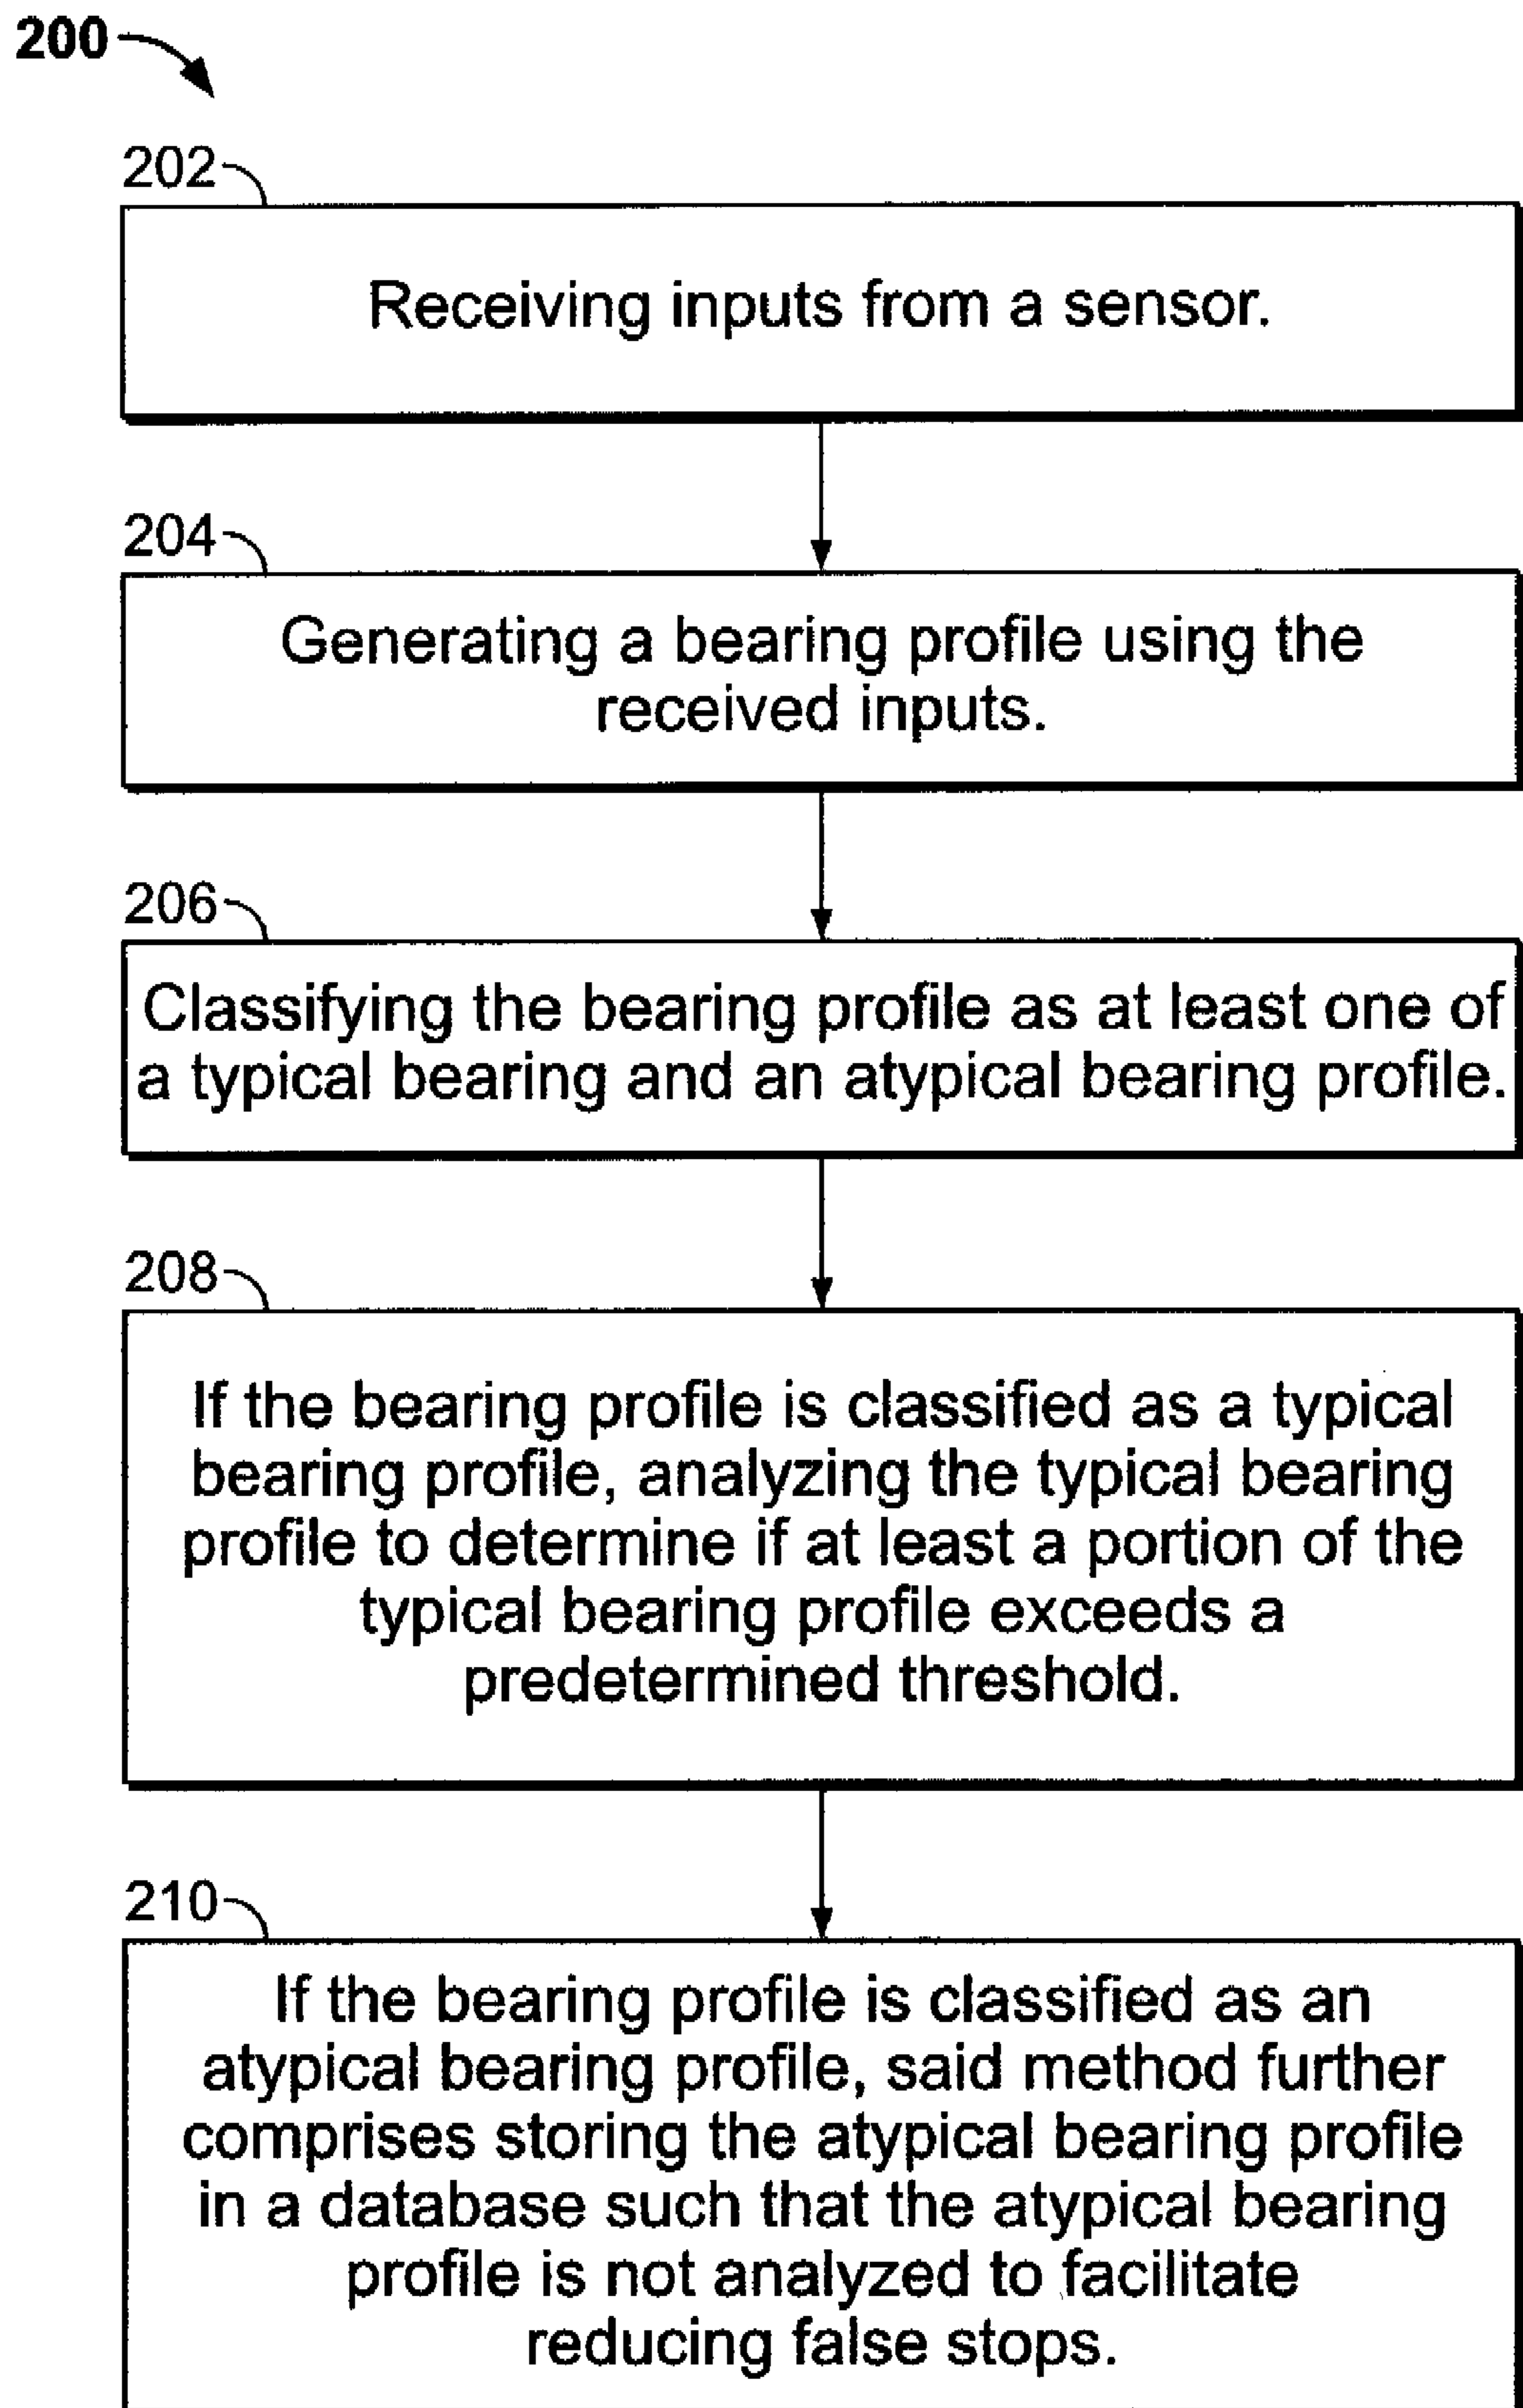 200
202
Receiving inputs from a sensor.
204
Generating a bearing profile using the
received inputs.
206
Classifying the bearing profile as at least one of
a typical bearing and an atypical bearing profile.
208
If the bearing profile is classified as a typical
bearing profile, analyzing the typical bearing
profile to determine if at least a portion of the
typical bearing profile exceeds a
predetermined threshold.
210
If the bearing profile is classified as an
atypical bearing profile, said method further
comprises storing the atypical bearing profile
in a database such that the atypical bearing
profile is not analyzed to facilitate
reducing false stops.